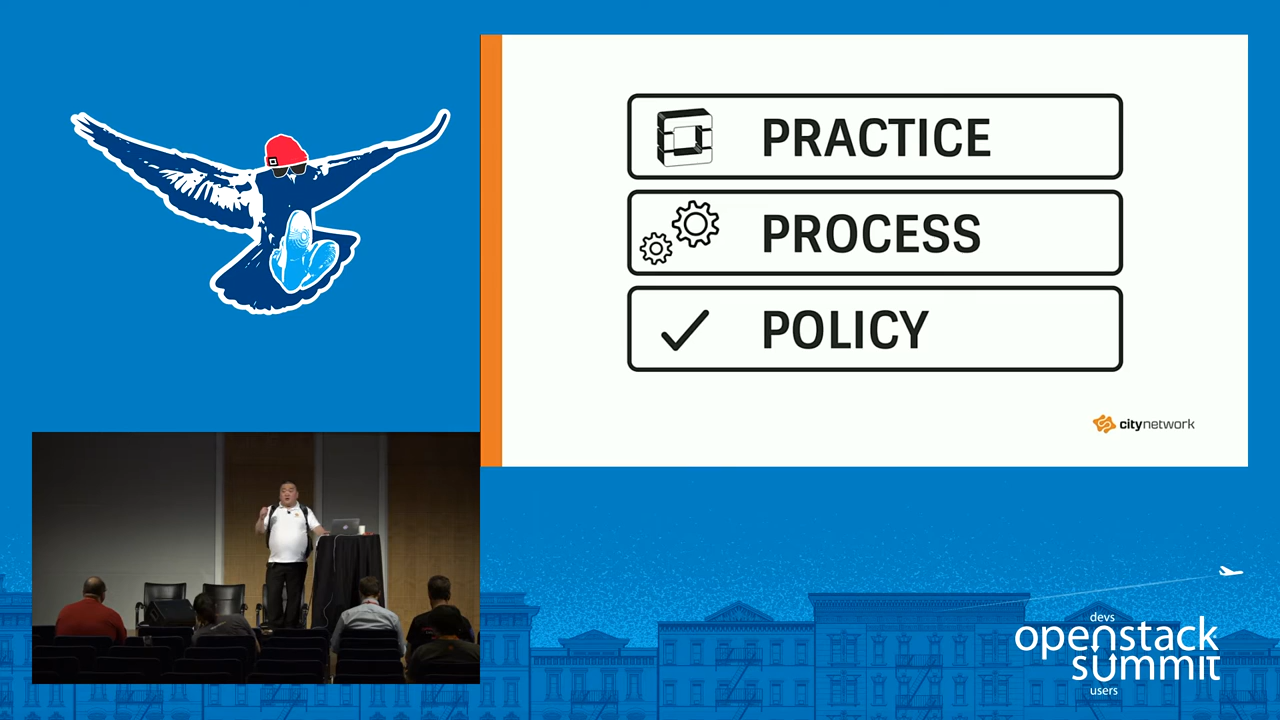 PRACTICE
PROCESS
POLICY
citynetwork
devs
openstack
summit
users